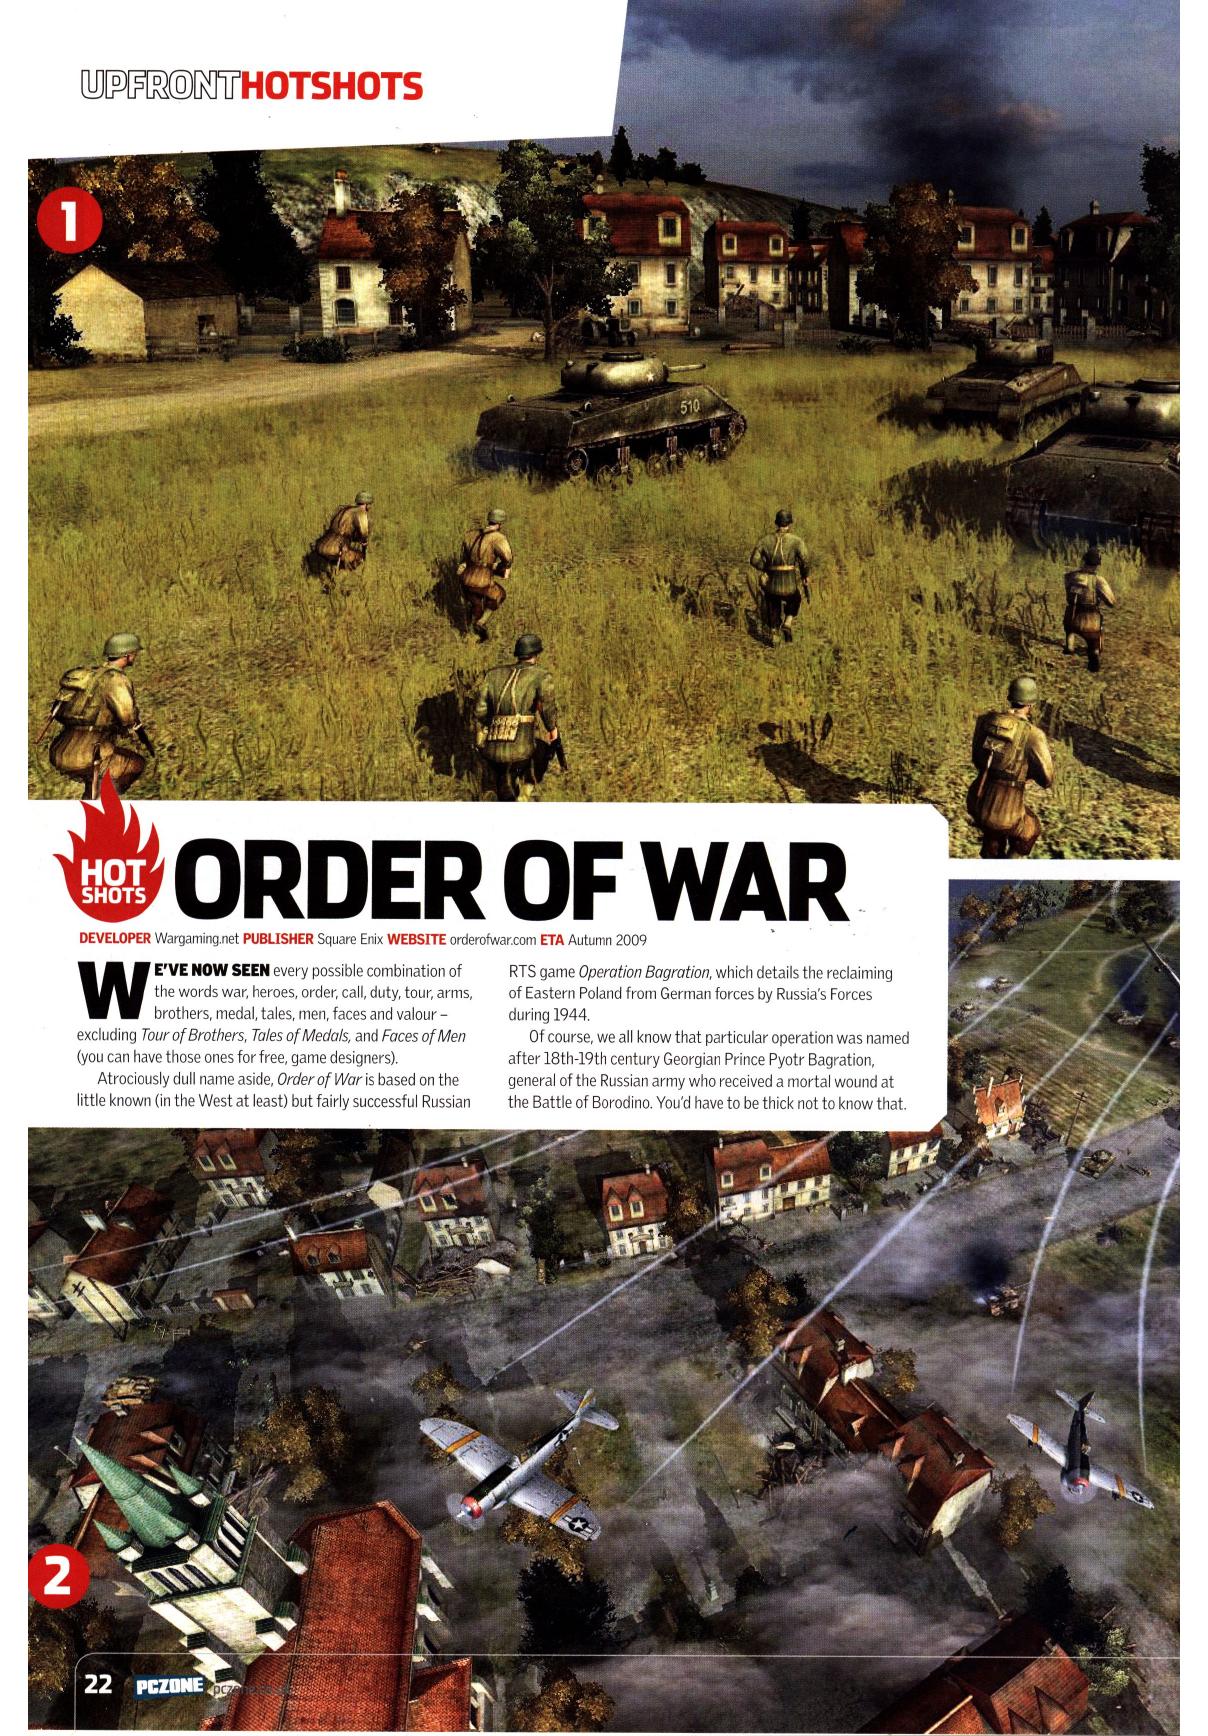 UPFRONTHOTSHOTS
1
510
HOT
SHOTS
ORDER OF WAR
DEVELOPER Wargaming.net PUBLISHER Square Enix WEBSITE orderofwar.com ETA Autumn 2009
WE'VE NOW SEEN every possible combination of
the words war, heroes, order, call, duty, tour, arms,
brothers, medal, tales, men, faces and valour –
excluding Tour of Brothers, Tales of Medals, and Faces of Men
(you can have those ones for free, game designers).
Atrociously dull name aside, Order of War is based on the
little known (in the West at least) but fairly successful Russian
RTS game Operation Bagration, which details the reclaiming
of Eastern Poland from German forces by Russia's Forces
during 1944.
Of course, we all know that particular operation was named
after 18th-19th century Georgian Prince Pyotr Bagration,
general of the Russian army who received a mortal wound at
the Battle of Borodino. You'd have to be thick not to know that.
2
22 PCZONE